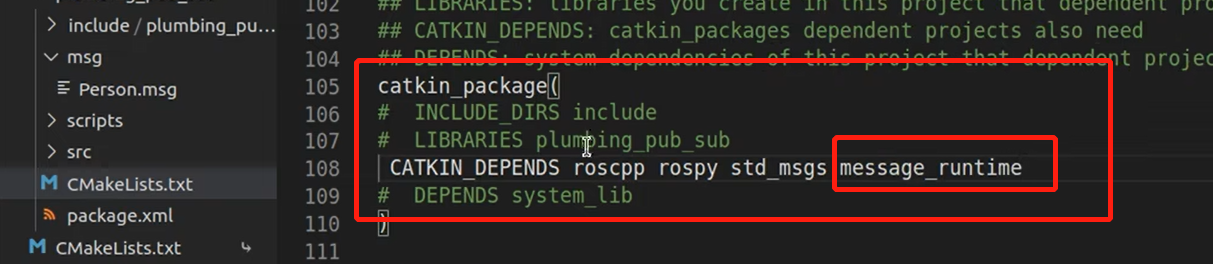 include / plumbing_pu...
msg
Person.msg
scripts
src
CMakeLists.txt
package.xml
CMakeLists.txt
102 ## LIBRARIES: libraries you create in this project that dependent pro
103 ## CATKIN_DEPENDS: catkin_packages dependent projects also need
104 ## DEPENDS: system dependencies of this project that dependent projec
105 catkin_package(
106 #  INCLUDE_DIRS include
107 #  LIBRARIES plumbing_pub_sub
108  CATKIN_DEPENDS roscpp rospy std_msgs message_runtime
109 #  DEPENDS system_lib
110 )
111